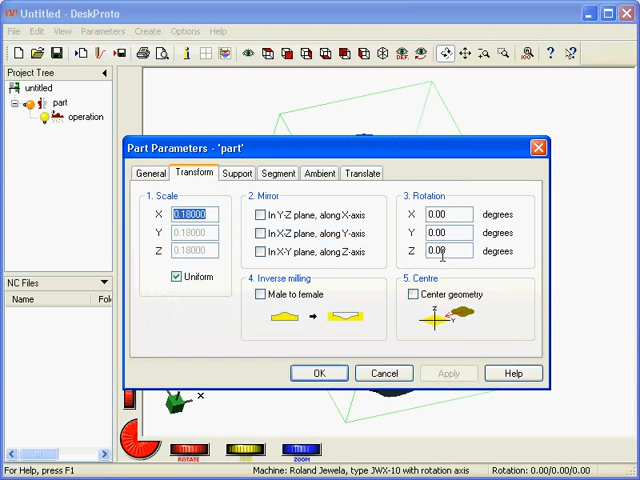 Untitled - DeskProto
File Edit View Parameters Create Options Help
Project Tree
untitled
part
operation
NC Files
Name Fol
Part Parameters - 'part'
General Transform Support Segment Ambient Translate
1. Scale
X 0.18000
Y 0.18000
Z 0.18000
Uniform
2. Mirror
In Y-Z plane, along X-axis
In X-Z plane, along Y-axis
In X-Y plane, along Z-axis
3. Rotation
X 0.00 degrees
Y 0.00 degrees
Z 0.00 degrees
4. Inverse milling
Male to female
5. Centre
Center geometry
Z
Y
OK Cancel Apply Help
ROTATE ZOOM
For Help, press F1 Machine: Roland Jewela, type JWX-10 with rotation axis Rotation: 0.00/0.00/0.00